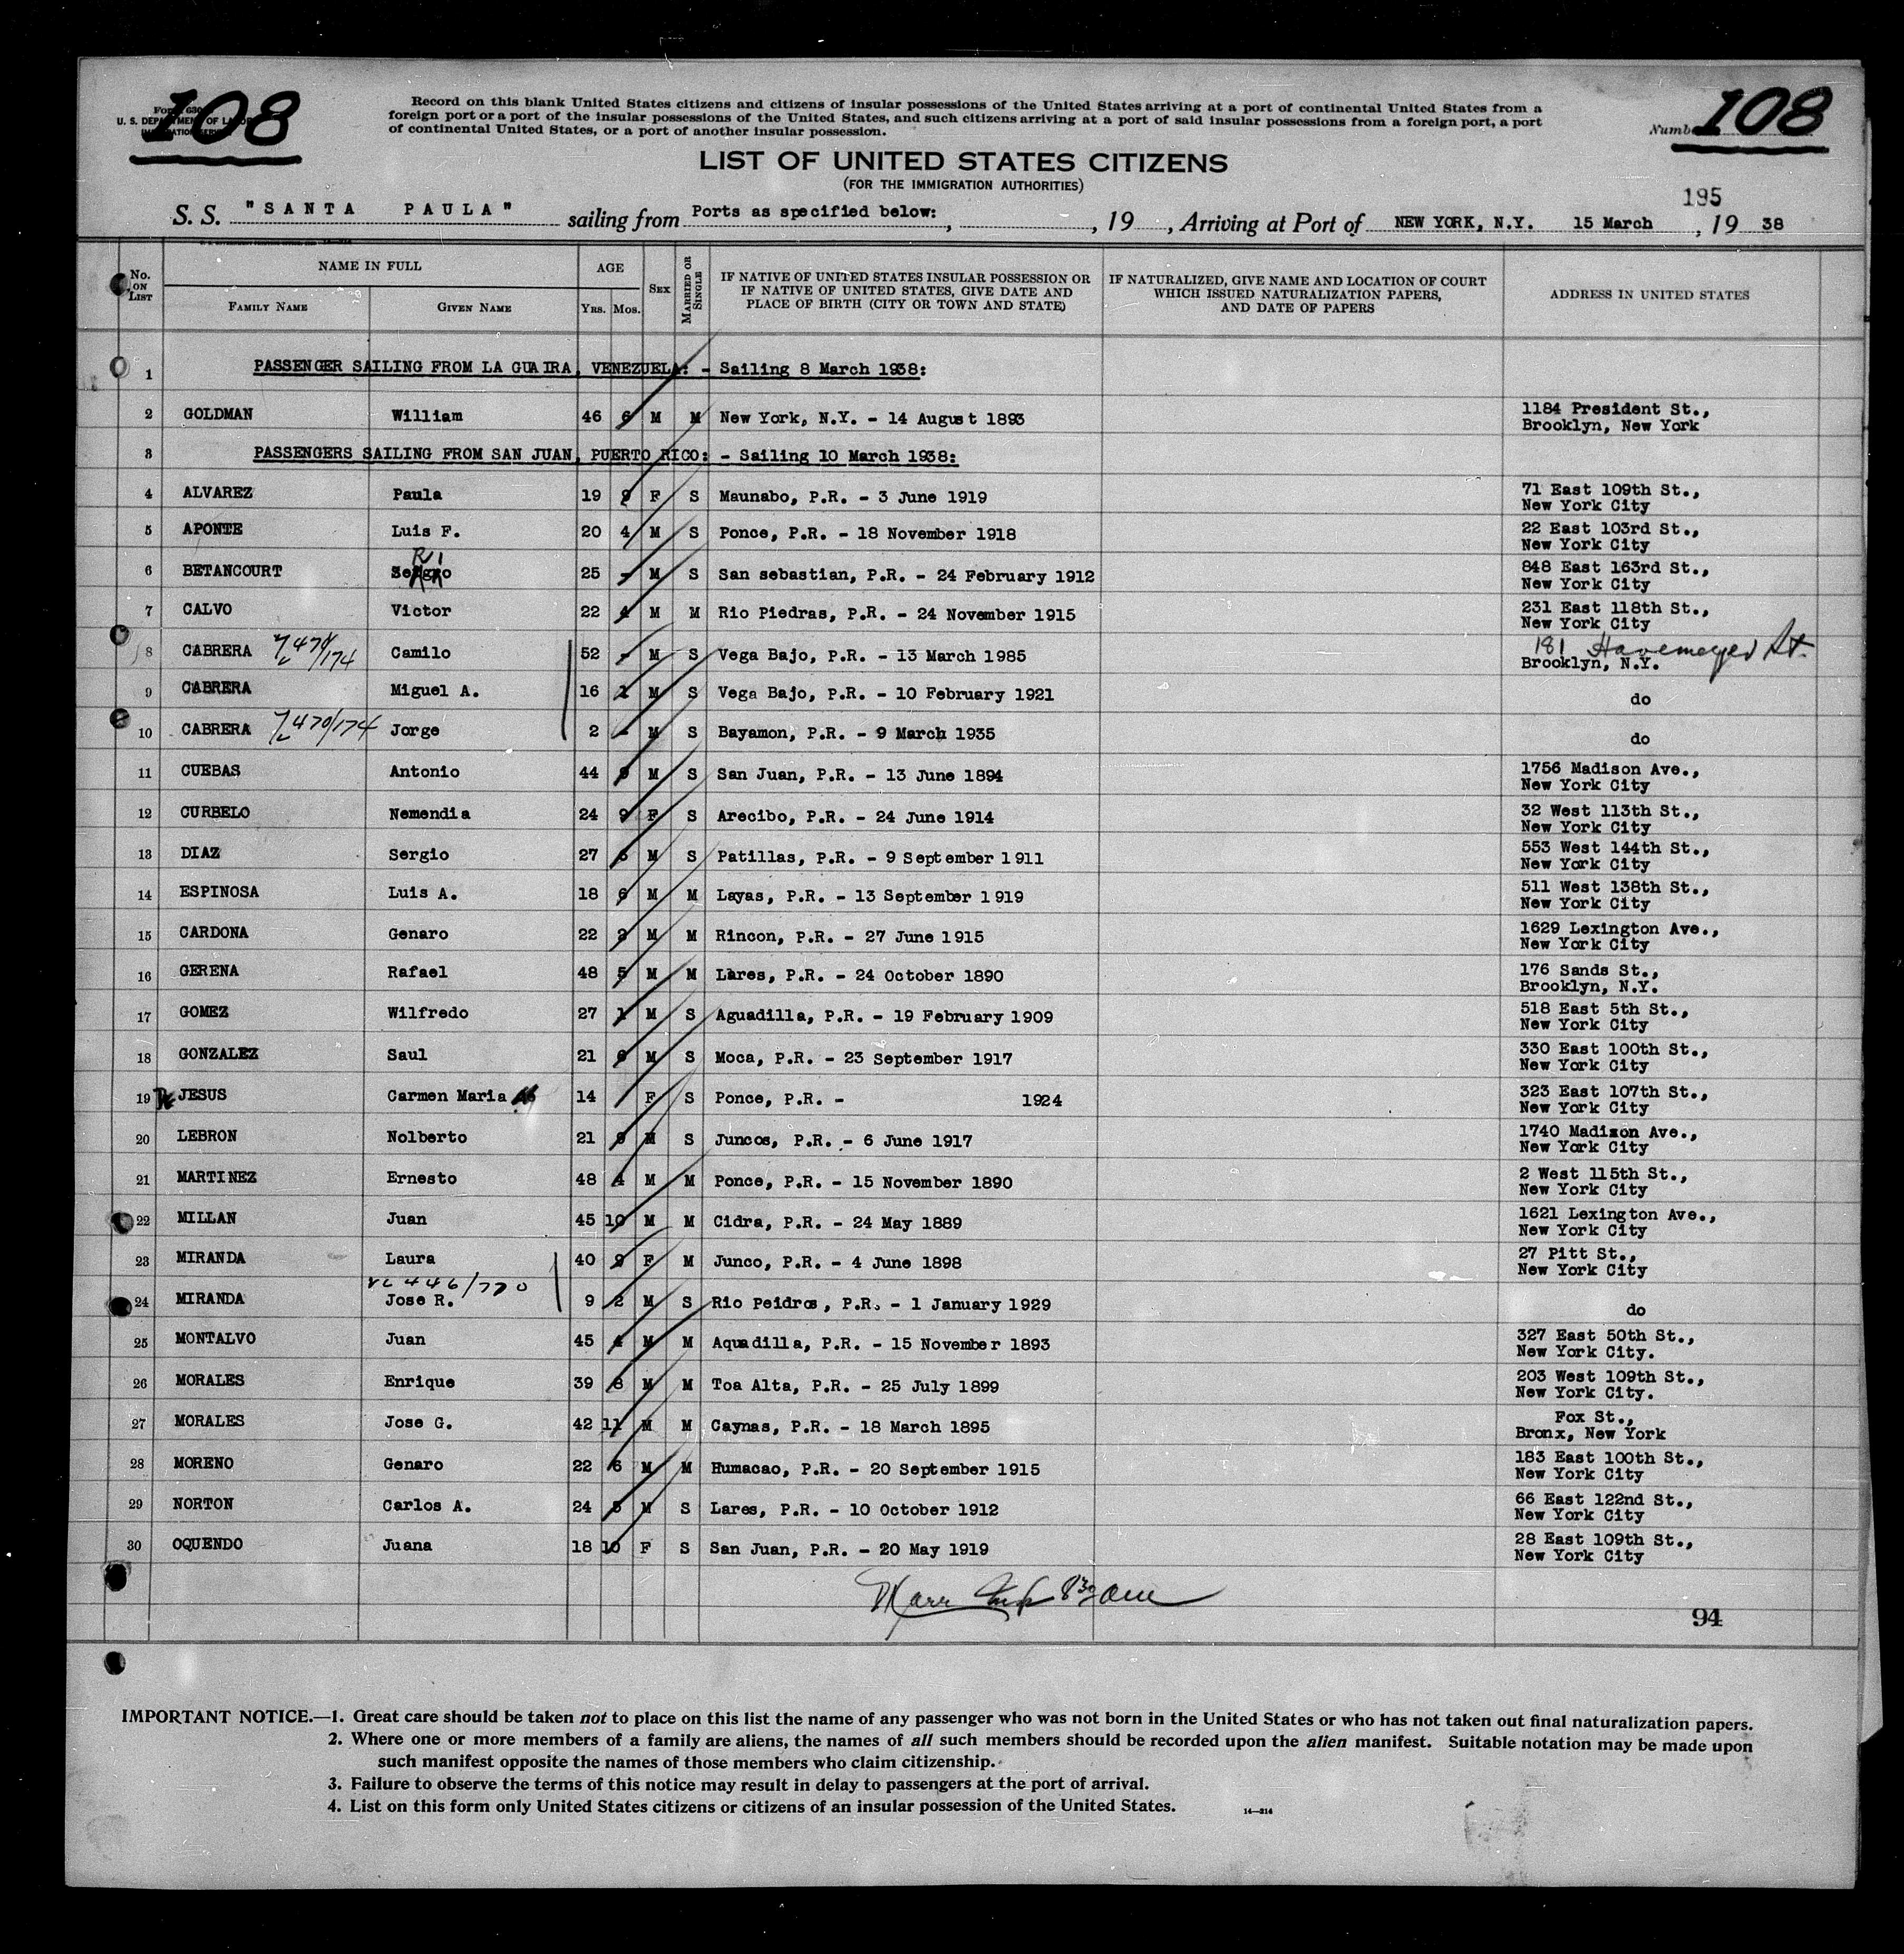 108
Form 630
U. S. DEPARTMENT OF LABOR
IMMIGRATION SERVICE
Record on this blank United States citizens and citizens of insular possessions of the United States arriving at a port of continental United States from a
foreign port or a port of the insular possessions of the United States, and such citizens arriving at a port of said insular possessions from a foreign port, a port
of continental United States, or a port of another insular possession.
Numb 108
LIST OF UNITED STATES CITIZENS
(FOR THE IMMIGRATION AUTHORITIES)
195
S. S. "SANTA PAULA" sailing from Ports as specified below: , , 19 , Arriving at Port of NEW YORK, N.Y. 15 March , 19 38
No. ON LIST NAME IN FULL AGE SEX MARRIED OR SINGLE IF NATIVE OF UNITED STATES INSULAR POSSESSION OR IF NATIVE OF UNITED STATES, GIVE DATE AND PLACE OF BIRTH (CITY OR TOWN AND STATE) IF NATURALIZED, GIVE NAME AND LOCATION OF COURT WHICH ISSUED NATURALIZATION PAPERS, AND DATE OF PAPERS ADDRESS IN UNITED STATES
FAMILY NAME GIVEN NAME YRS. MOS.
1 PASSENGER SAILING FROM LA GUAIRA, VENEZUELA: - Sailing 8 March 1938:
2 GOLDMAN William 46 6 M M New York, N.Y. - 14 August 1893 1184 President St., Brooklyn, New York
3 PASSENGERS SAILING FROM SAN JUAN, PUERTO RICO: - Sailing 10 March 1938:
4 ALVAREZ Paula 19 9 F S Maunabo, P.R. - 3 June 1919 71 East 109th St., New York City
5 APONTE Luis F. 20 4 M S Ponce, P.R. - 18 November 1918 22 East 103rd St., New York City
6 BETANCOURT 25 - M S San sebastian, P.R. - 24 February 1912 848 East 163rd St., New York City
7 CALVO Victor 22 4 M M Rio Piedras, P.R. - 24 November 1915 231 East 118th St., New York City
8 CABRERA Camilo 52 - M S Vega Bajo, P.R. - 13 March 1985 181 Havemeyer St. Brooklyn, N.Y.
9 CABRERA Miguel A. 16 1 M S Vega Bajo, P.R. - 10 February 1921 do
10 CABRERA Jorge 2 - M S Bayamon, P.R. - 9 March 1935 do
11 CUEBAS Antonio 44 9 M S San Juan, P.R. - 13 June 1894 1756 Madison Ave., New York City
12 CURBELO Nemendia 24 9 F S Arecibo, P.R. - 24 June 1914 32 West 113th St., New York City
13 DIAZ Sergio 27 6 M S Patillas, P.R. - 9 September 1911 553 West 144th St., New York City
14 ESPINOSA Luis A. 18 6 M M Layas, P.R. - 13 September 1919 511 West 138th St., New York City
15 CARDONA Genaro 22 M M Rincon, P.R. - 27 June 1915 1629 Lexington Ave., New York City
16 GERENA Rafael 48 5 M M Lares, P.R. - 24 October 1890 176 Sands St., Brooklyn, N.Y.
17 GOMEZ Wilfredo 27 1 M S Aguadilla, P.R. - 19 February 1909 518 East 5th St., New York City
18 GONZALEZ Saul 21 6 M S Moca, P.R. - 23 September 1917 330 East 100th St., New York City
19 De JESUS Carmen Maria 14 F S Ponce, P.R. - 1924 323 East 107th St., New York City
20 LEBRON Nolberto 21 9 M S Juncos, P.R. - 6 June 1917 1740 Madison Ave., New York City
21 MARTINEZ Ernesto 48 4 M M Ponce, P.R. - 15 November 1890 2 West 115th St., New York City
22 MILLAN Juan 45 10 M M Cidra, P.R. - 24 May 1889 1621 Lexington Ave., New York City
23 MIRANDA Laura 40 9 F M Junco, P.R. - 4 June 1898 27 Pitt St., New York City
24 MIRANDA Jose R. 9 2 M S Rio Peidros, P.R. - 1 January 1929 do
25 MONTALVO Juan 45 4 M M Aquadilla, P.R. - 15 November 1893 327 East 50th St., New York City.
26 MORALES Enrique 39 8 M M Toa Alta, P.R. - 25 July 1899 203 West 109th St., New York City.
27 MORALES Jose G. 42 11 M M Caynas, P.R. - 18 March 1895 Fox St., Bronx, New York
28 MORENO Genaro 22 6 M M Humacao, P.R. - 20 September 1915 183 East 100th St., New York City
29 NORTON Carlos A. 24 5 M S Lares, P.R. - 10 October 1912 66 East 122nd St., New York City
30 OQUENDO Juana 18 10 F S San Juan, P.R. - 20 May 1919 28 East 109th St., New York City
94
IMPORTANT NOTICE.—1. Great care should be taken not to place on this list the name of any passenger who was not born in the United States or who has not taken out final naturalization papers.
2. Where one or more members of a family are aliens, the names of all such members should be recorded upon the alien manifest. Suitable notation may be made upon
such manifest opposite the names of those members who claim citizenship.
3. Failure to observe the terms of this notice may result in delay to passengers at the port of arrival.
4. List on this form only United States citizens or citizens of an insular possession of the United States.
14—214